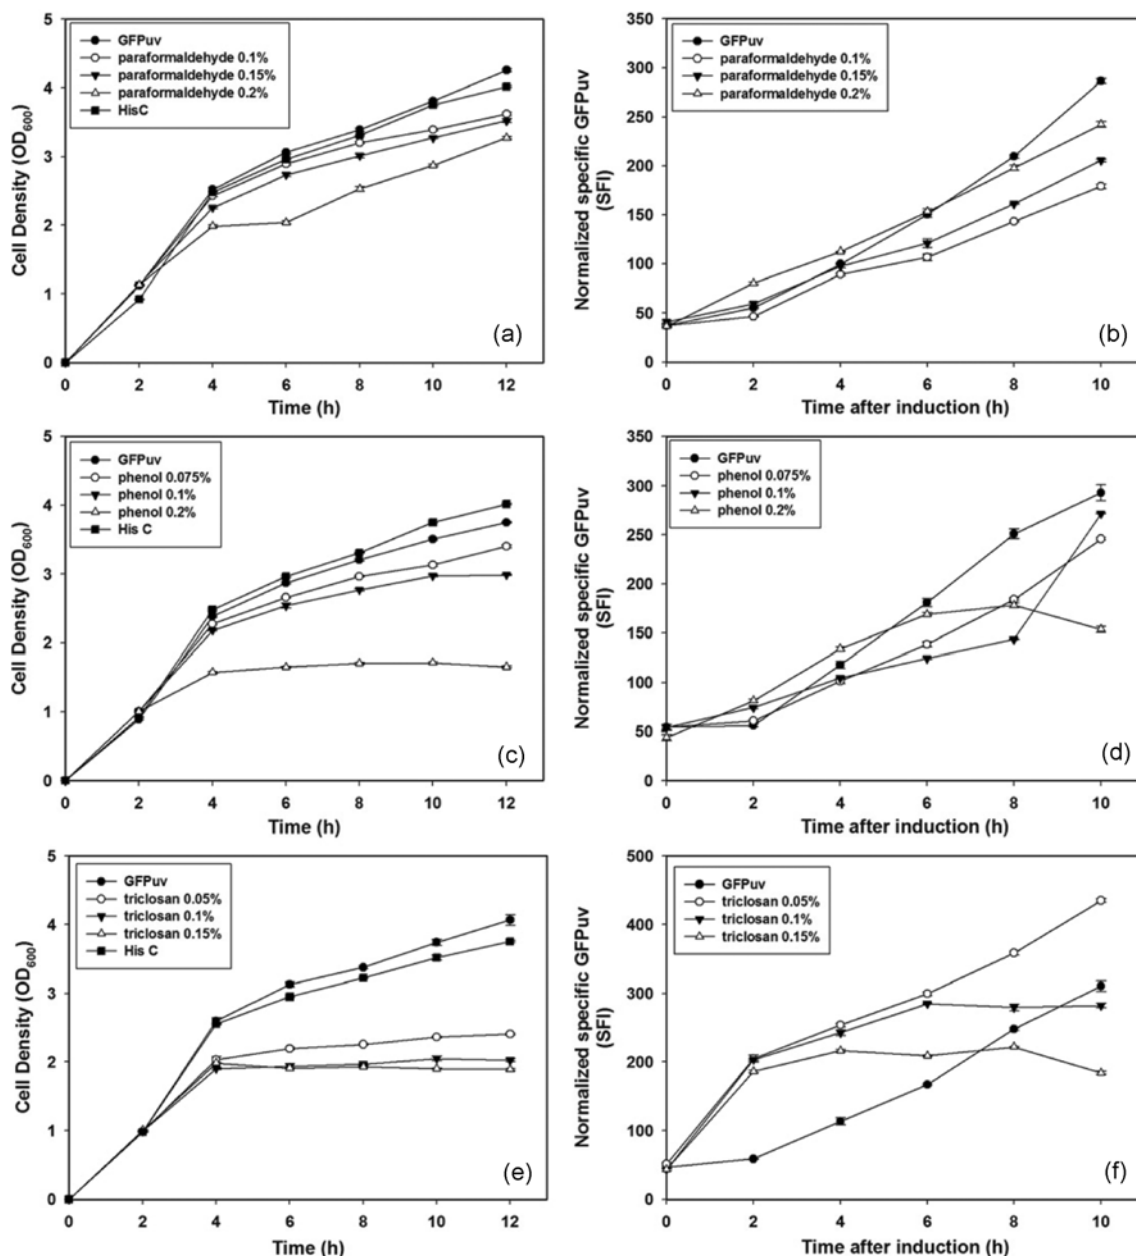 5
4
3
2
1
0
Cell Density (OD600)
GFPuv
paraformaldehyde 0.1%
paraformaldehyde 0.15%
paraformaldehyde 0.2%
HisC
(a)
0 2 4 6 8 10 12
Time (h)
350
300
250
200
150
100
50
0
Normalized specific GFPuv
(SFI)
GFPuv
paraformaldehyde 0.1%
paraformaldehyde 0.15%
paraformaldehyde 0.2%
(b)
0 2 4 6 8 10
Time after induction (h)
5
4
3
2
1
0
Cell Density (OD600)
GFPuv
phenol 0.075%
phenol 0.1%
phenol 0.2%
His C
(c)
0 2 4 6 8 10 12
Time (h)
350
300
250
200
150
100
50
0
Normalized specific GFPuv
(SFI)
GFPuv
phenol 0.075%
phenol 0.1%
phenol 0.2%
(d)
0 2 4 6 8 10
Time after induction (h)
5
4
3
2
1
0
Cell Density (OD600)
GFPuv
triclosan 0.05%
triclosan 0.1%
triclosan 0.15%
His C
(e)
0 2 4 6 8 10 12
Time (h)
500
400
300
200
100
0
Normalized specific GFPuv
(SFI)
GFPuv
triclosan 0.05%
triclosan 0.1%
triclosan 0.15%
(f)
0 2 4 6 8 10
Time after induction (h)